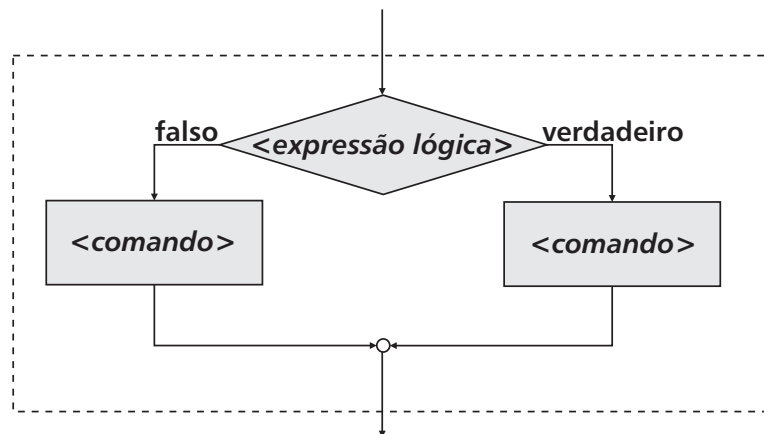 falso
<expressão lógica>
verdadeiro
<comando>
<comando>